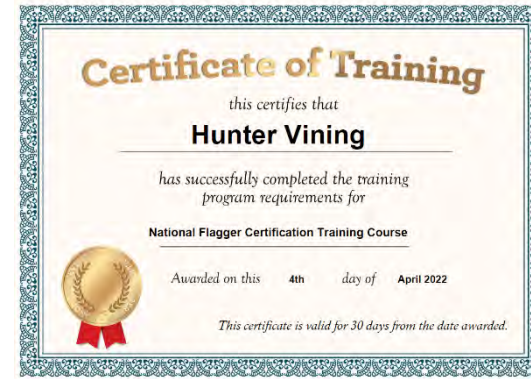 Certificate of Training
this certifies that
Hunter Vining
has successfully completed the training
program requirements for
National Flagger Certification Training Course
Awarded on this 4th day of April 2022
This certificate is valid for 30 days from the date awarded.